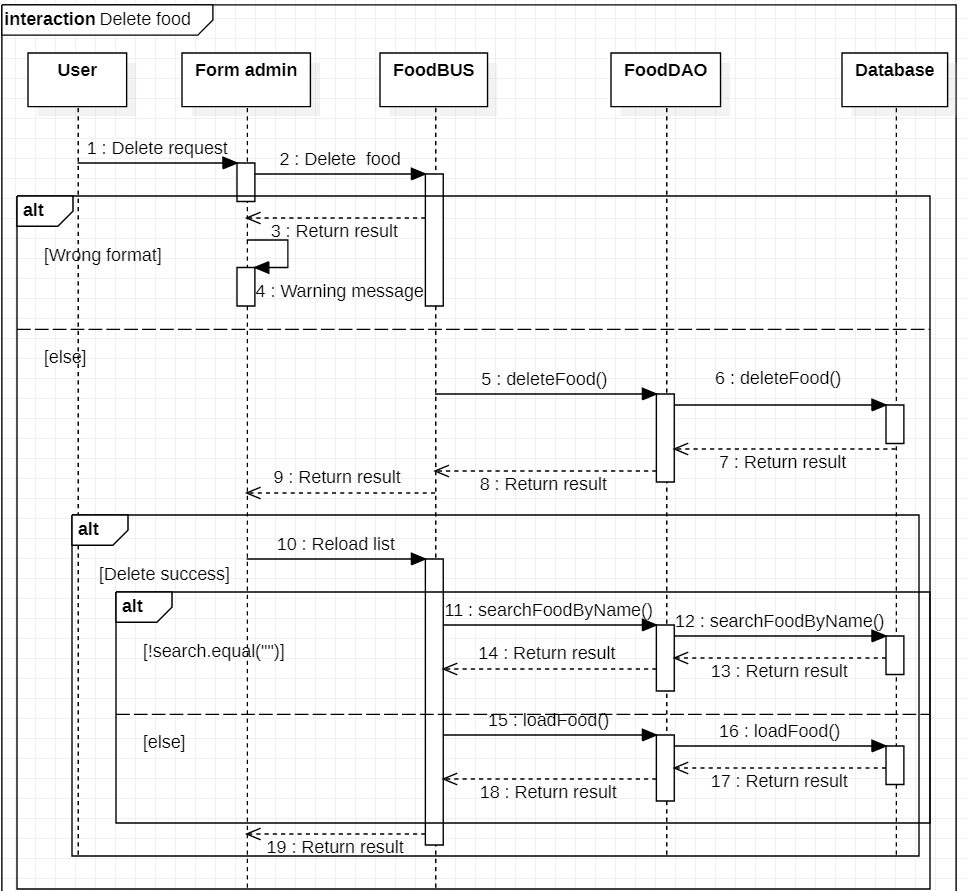 interaction Delete food
User
Form admin
FoodBUS
FoodDAO
Database
1 : Delete request
2 : Delete food
alt
3 : Return result
[Wrong format]
4 : Warning message
[else]
5 : deleteFood()
6 : deleteFood()
7 : Return result
8 : Return result
9 : Return result
alt
10 : Reload list
[Delete success]
alt
11 : searchFoodByName()
12 : searchFoodByName()
[!search.equal("")]
14 : Return result
13 : Return result
15 : loadFood()
16 : loadFood()
[else]
17 : Return result
18 : Return result
19 : Return result